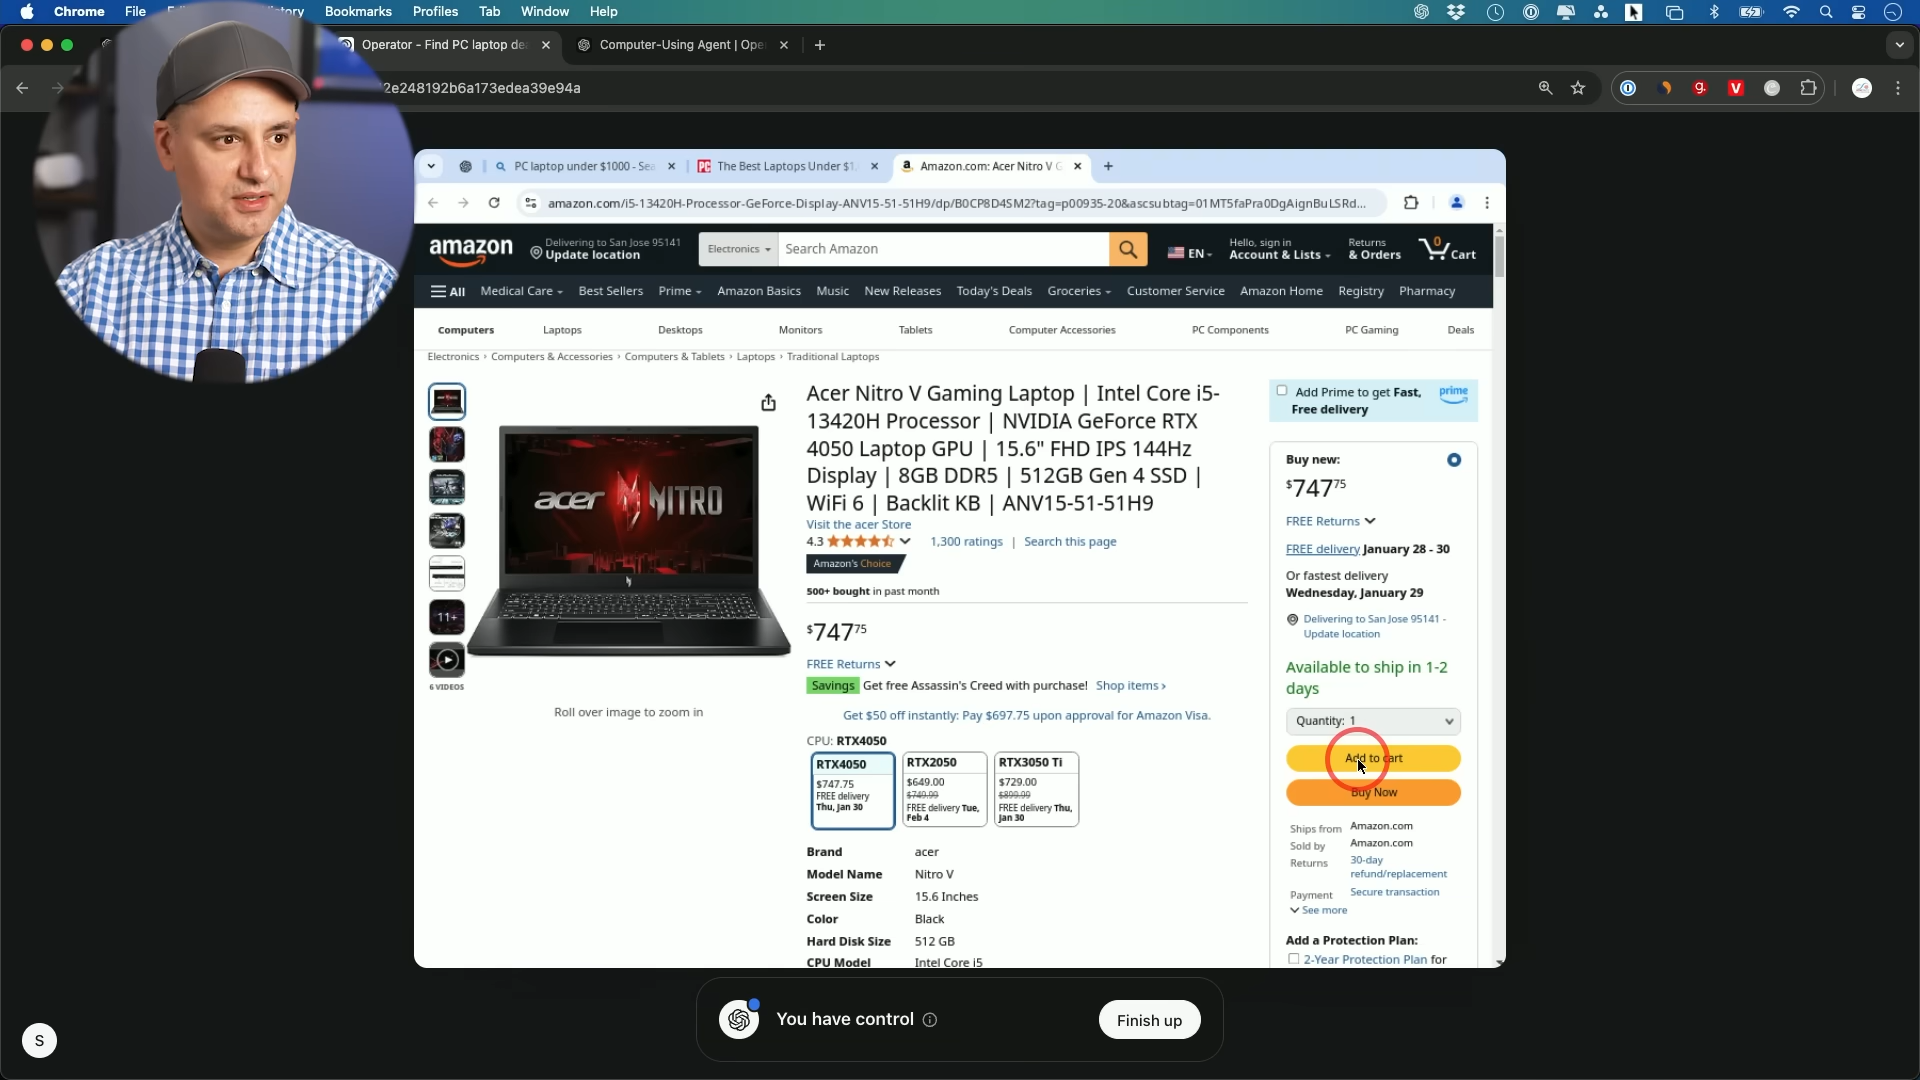 Chrome File History Bookmarks Profiles Tab Window Help
Operator - Find PC laptop de
Computer-Using Agent | Ope
2e248192b6a173edea39e94a
PC laptop under $1000 - Sea
The Best Laptops Under $1
Amazon.com: Acer Nitro V G
amazon.com/i5-13420H-Processor-GeForce-Display-ANV15-51-51H9/dp/B0CP8D4SM2?tag=p00935-20&ascsubtag=01MT5faPra0DgAignBuLSRd...
amazon
Delivering to San Jose 95141
Update location
Electronics
Search Amazon
EN
Hello, sign in
Account & Lists
Returns
& Orders
0
Cart
All Medical Care Best Sellers Prime Amazon Basics Music New Releases Today's Deals Groceries Customer Service Amazon Home Registry Pharmacy
Computers Laptops Desktops Monitors Tablets Computer Accessories PC Components PC Gaming Deals
Electronics › Computers & Accessories › Computers & Tablets › Laptops › Traditional Laptops
acer NITRO
11+
6 VIDEOS
Roll over image to zoom in
Acer Nitro V Gaming Laptop | Intel Core i5-
13420H Processor | NVIDIA GeForce RTX
4050 Laptop GPU | 15.6" FHD IPS 144Hz
Display | 8GB DDR5 | 512GB Gen 4 SSD |
WiFi 6 | Backlit KB | ANV15-51-51H9
Visit the acer Store
4.3
1,300 ratings | Search this page
Amazon's Choice
500+ bought in past month
$747 75
FREE Returns
Savings Get free Assassin's Creed with purchase! Shop items ›
Get $50 off instantly: Pay $697.75 upon approval for Amazon Visa.
CPU: RTX4050
RTX4050
$747.75
FREE delivery
Thu, Jan 30
RTX2050
$649.00
$749.99
FREE delivery Tue,
Feb 4
RTX3050 Ti
$729.00
$899.99
FREE delivery Thu,
Jan 30
Brand acer
Model Name Nitro V
Screen Size 15.6 Inches
Color Black
Hard Disk Size 512 GB
CPU Model Intel Core i5
Add Prime to get Fast,
Free delivery
prime
Buy new:
$747 75
FREE Returns
FREE delivery January 28 - 30
Or fastest delivery
Wednesday, January 29
Delivering to San Jose 95141 -
Update location
Available to ship in 1-2
days
Quantity: 1
Add to cart
Buy Now
Ships from Amazon.com
Sold by Amazon.com
Returns 30-day
refund/replacement
Payment Secure transaction
See more
Add a Protection Plan:
2-Year Protection Plan for
You have control
Finish up
S